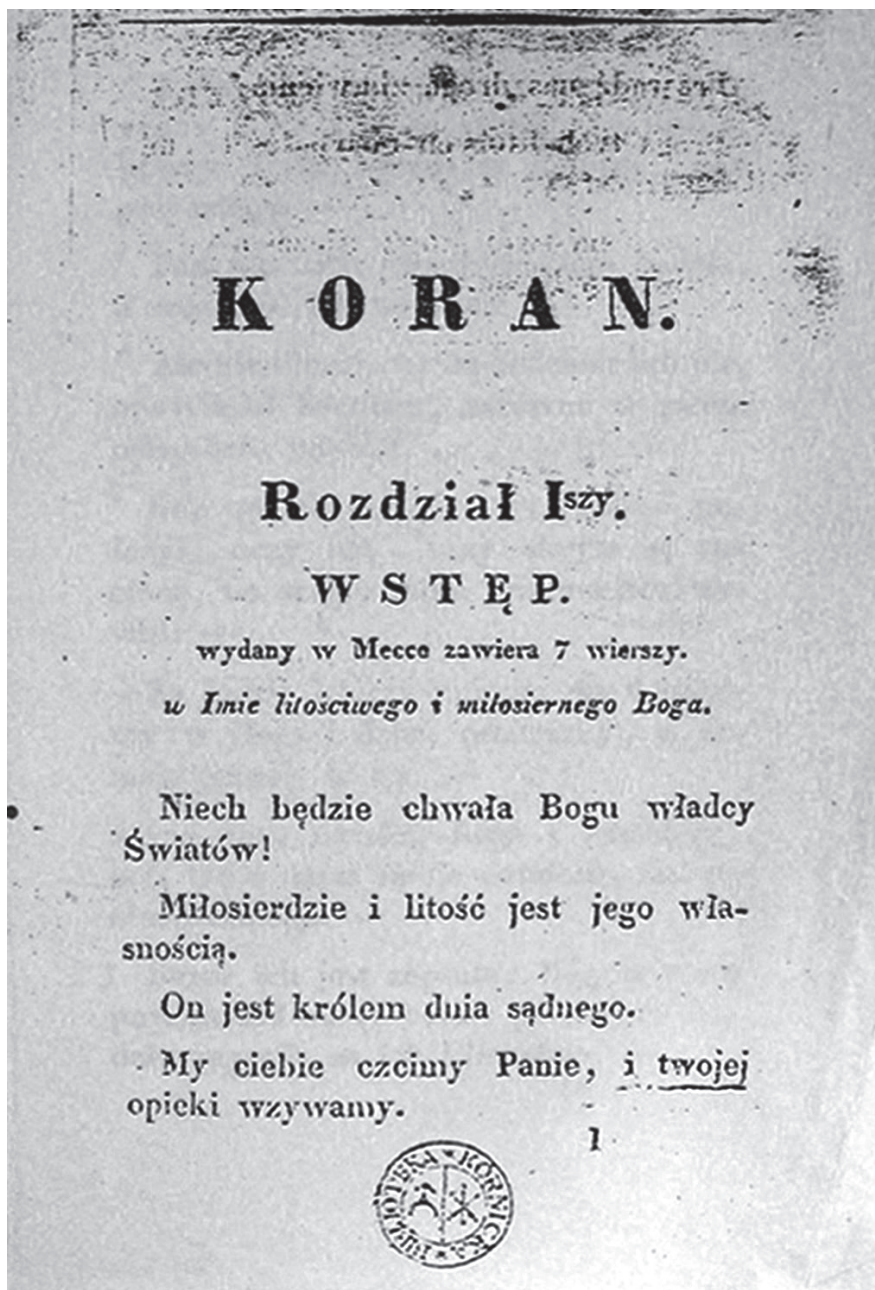 KORAN.
Rozdział Iszy.
WSTĘP.
wydany w Mecce zawiera 7 wierszy.
w Imie litościwego i miłosiernego Boga.
Niech będzie chwała Bogu władcy
Światów!
Miłosierdzie i litość jest jego wła-
snością.
On jest królem dnia sądnego.
My ciebie czcimy Panie, i twojej
opieki wzywamy.
1
BIBLIOTEKA KÓRNICKA